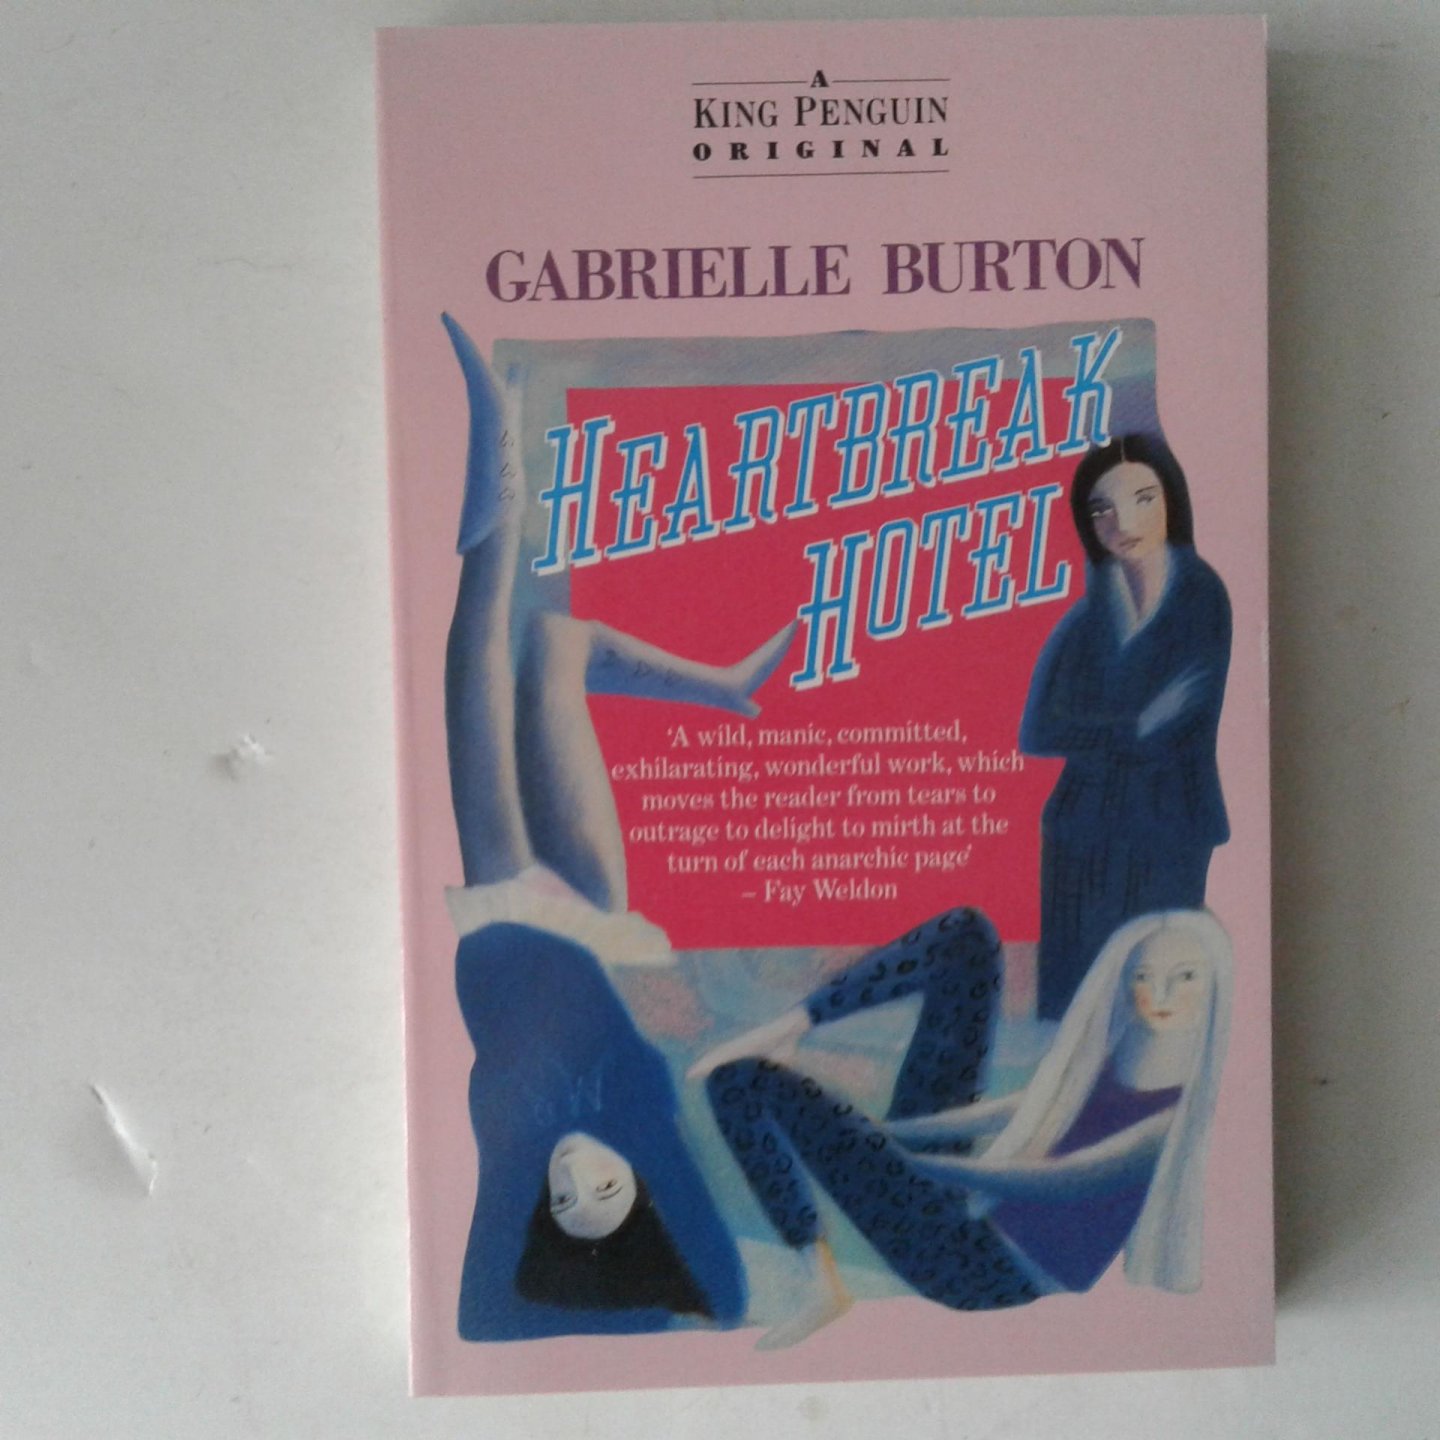 A
KING PENGUIN
ORIGINAL
GABRIELLE BURTON
HEARTBREAK
HOTEL
‘A wild, manic, committed,
exhilarating, wonderful work, which
moves the reader from tears to
outrage to delight to mirth at the
turn of each anarchic page’
– Fay Weldon